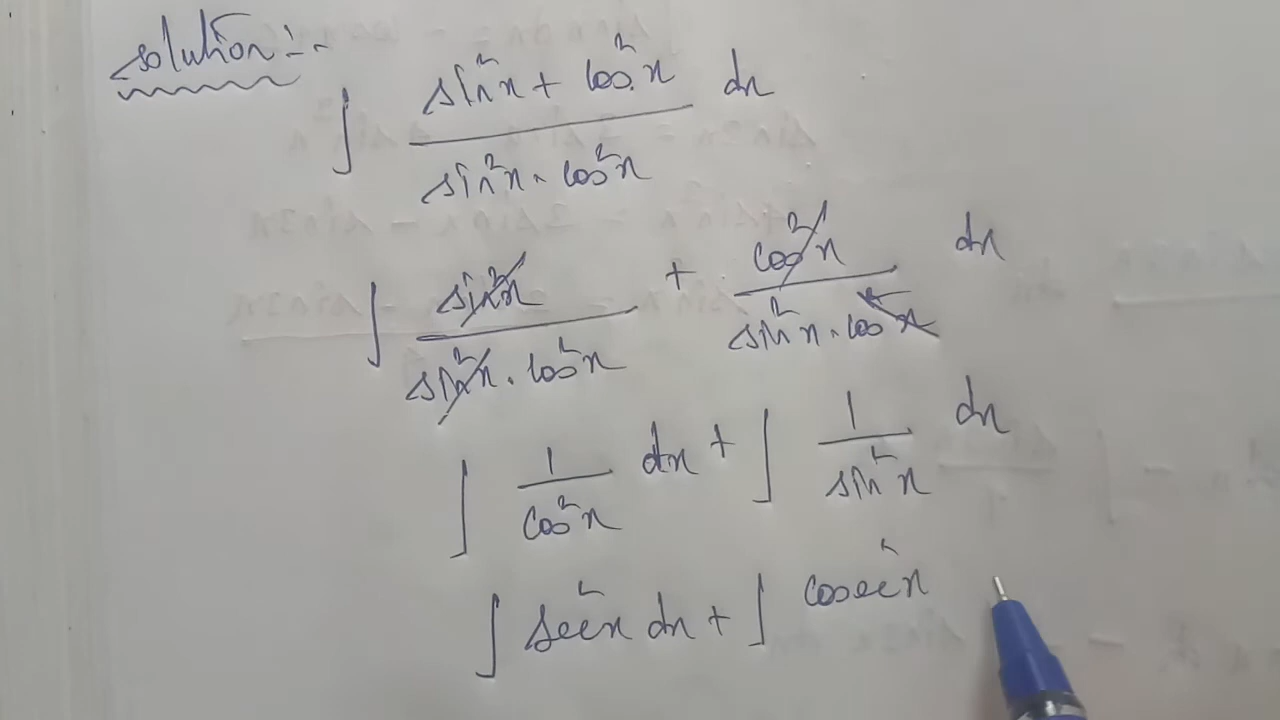 solution :-
∫ (sin²x + cos²x)/(sin²x · cos²x) dx
∫ sin²x/(sin²x · cos²x) + cos²x/(sin²x · cos²x) dx
∫ 1/cos²x dx + ∫ 1/sin²x dx
∫ sec²x dx + ∫ cosec²x